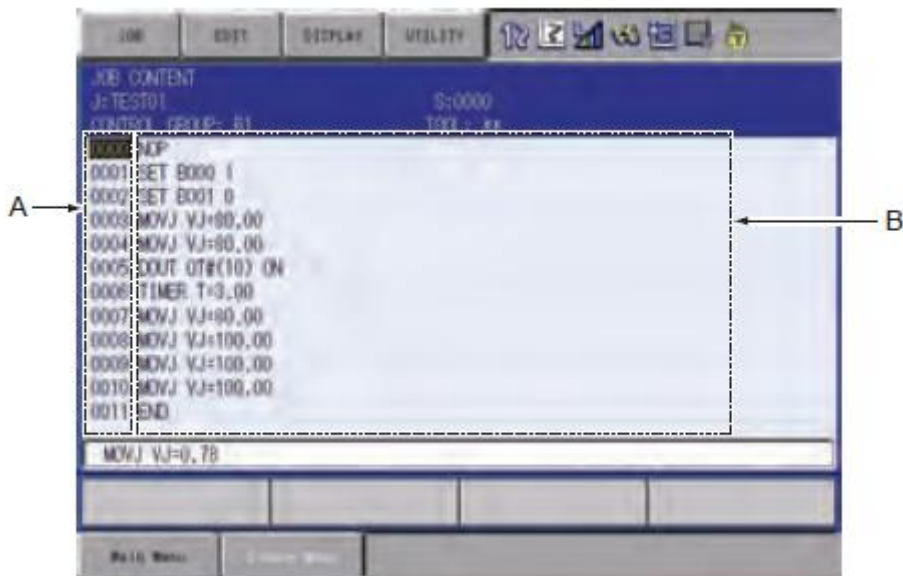 JOB EDIT DISPLAY UTILITY
JOB CONTENT
J:TEST01 S:0000
CONTROL GROUP: R1 TOOL: **
0000 NOP
0001 SET B000 1
0002 SET B001 0
A 0003 MOVJ VJ=80.00 B
0004 MOVJ VJ=80.00
0005 DOUT OT#(10) ON
0006 TIMER T=3.00
0007 MOVJ VJ=80.00
0008 MOVJ VJ=100.00
0009 MOVJ VJ=100.00
0010 MOVJ VJ=100.00
0011 END
MOVJ VJ=0.78
Main Menu